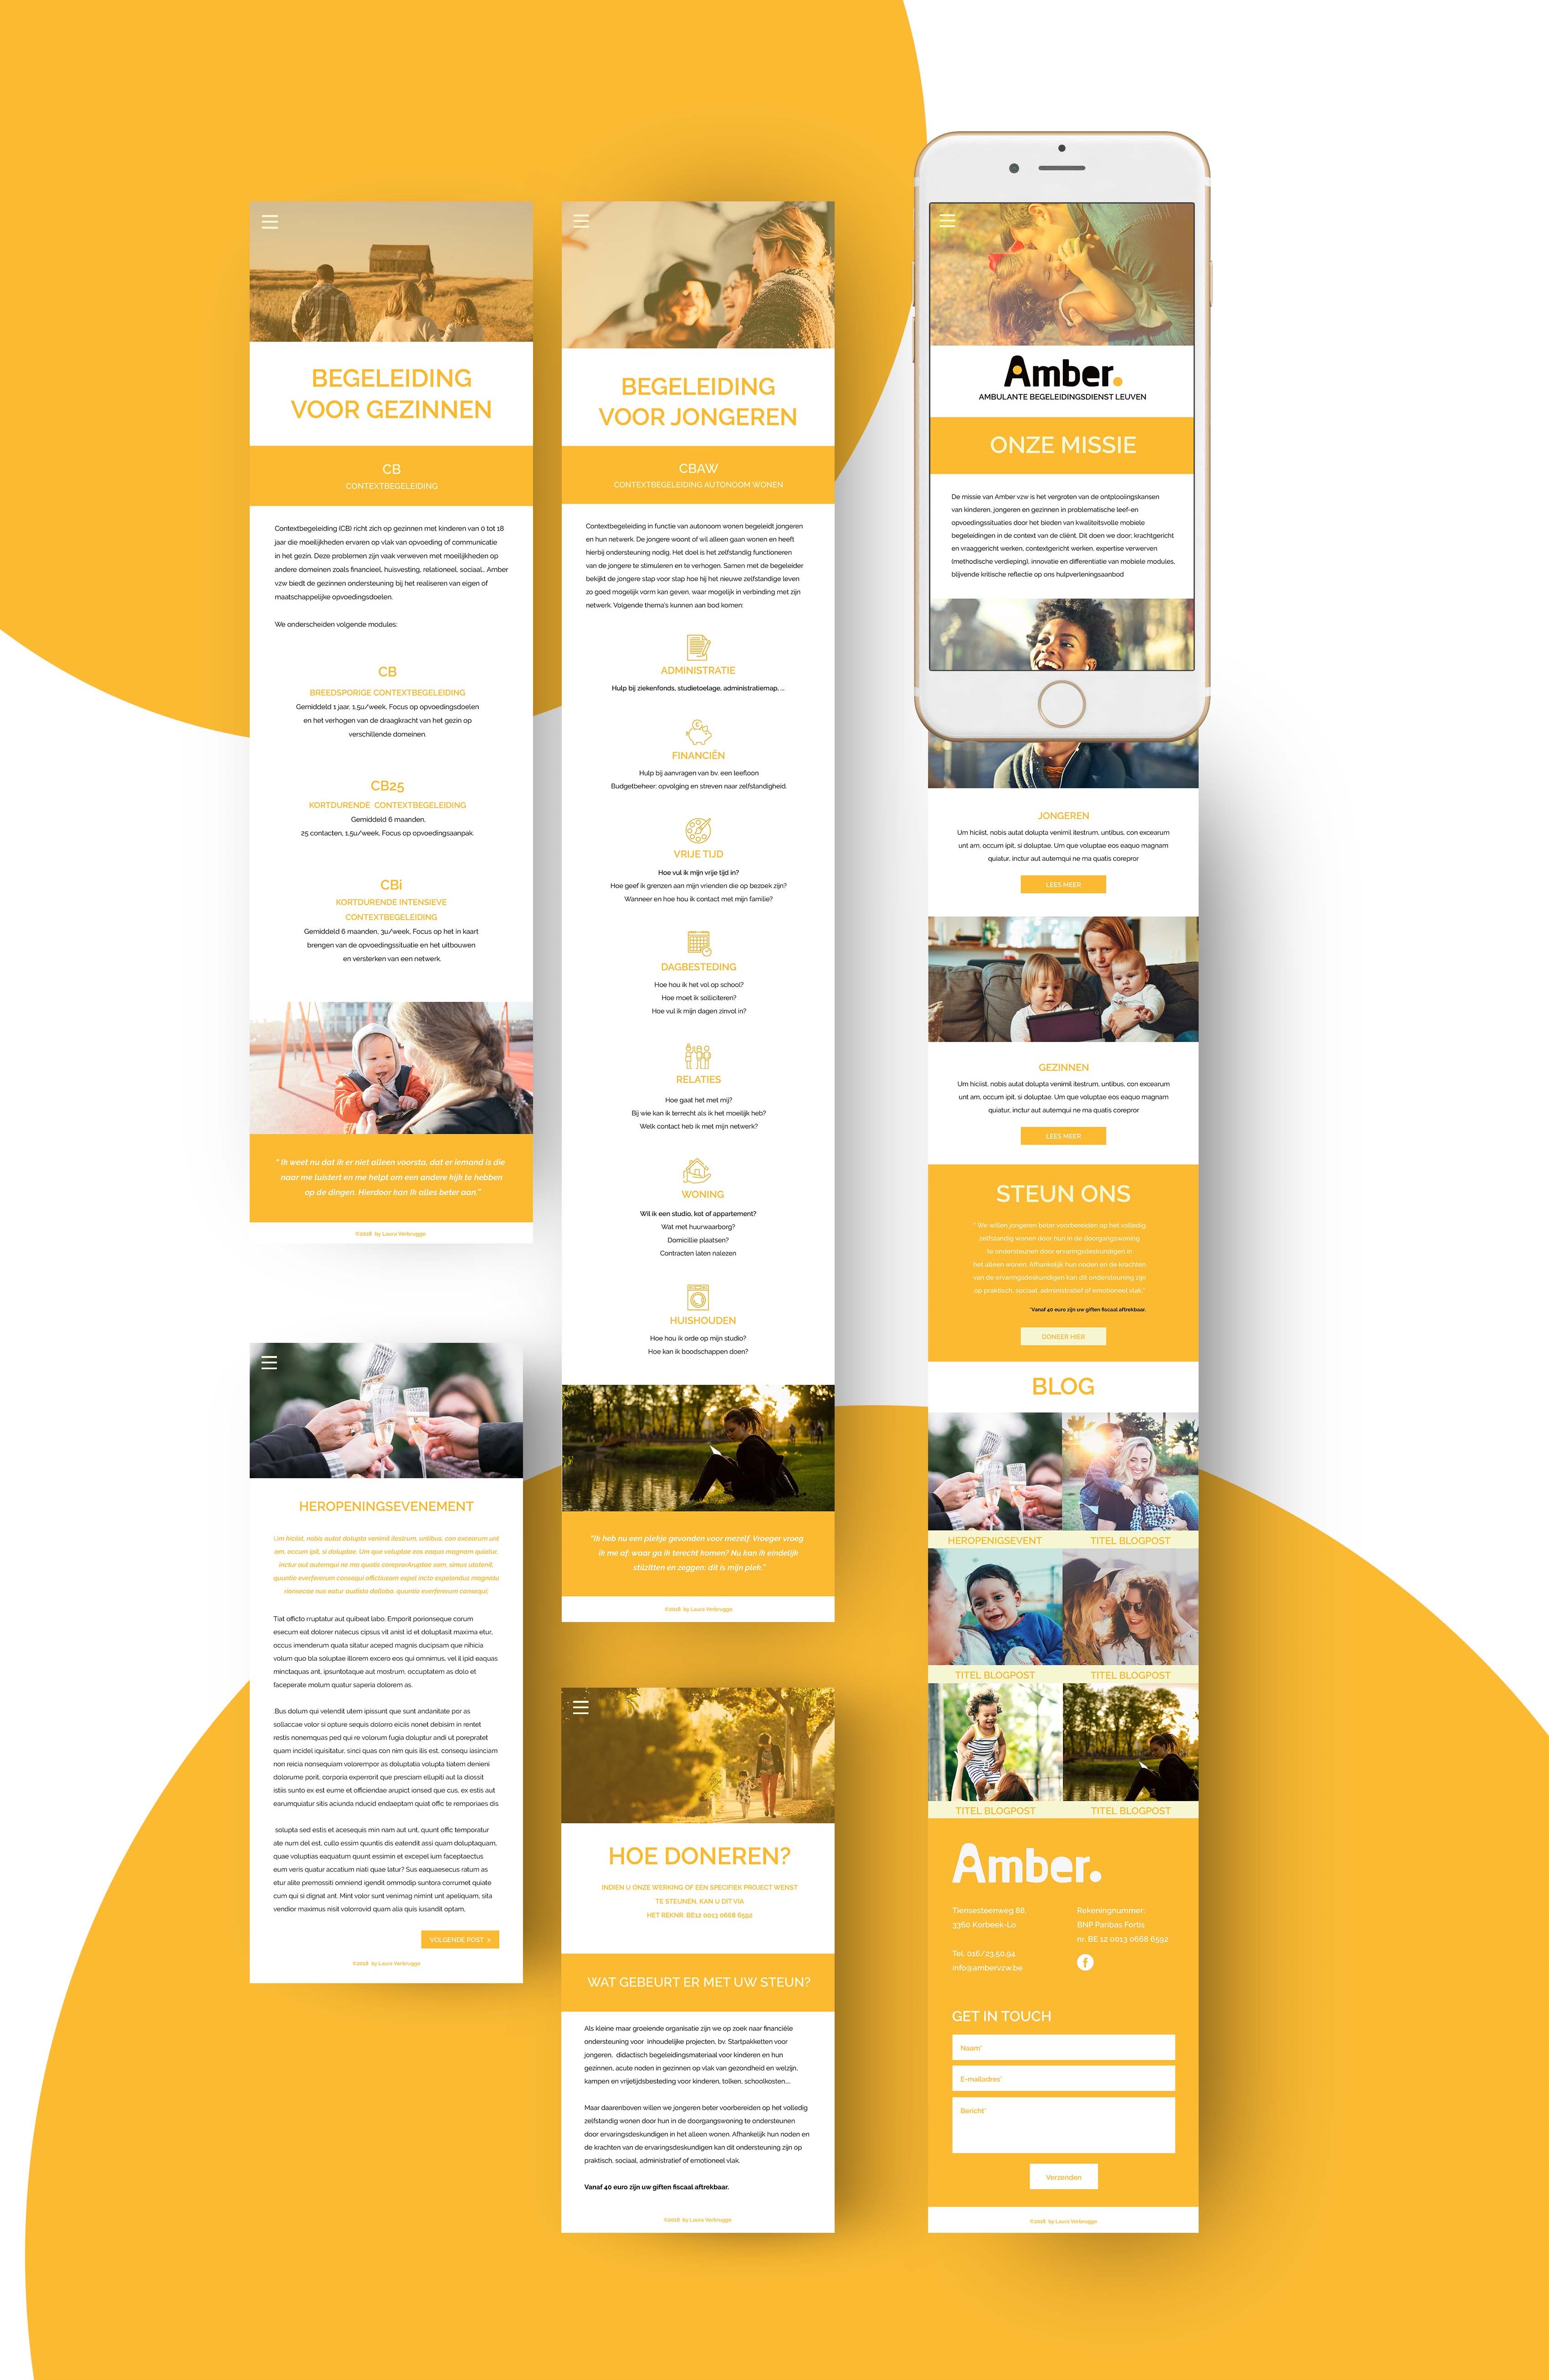 BEGELEIDING
VOOR GEZINNEN
CB
CONTEXTBEGELEIDING
Contextbegeleiding (CB) richt zich op gezinnen met kinderen van 0 tot 18
jaar die moeilijkheden ervaren op vlak van opvoeding of communicatie
in het gezin. Deze problemen zijn vaak verweven met moeilijkheden op
andere domeinen zoals financieel, huisvesting, relationeel, sociaal,. Amber
vzw biedt de gezinnen ondersteuning bij het realiseren van eigen of
maatschappelijke opvoedingsdoelen.
We onderscheiden volgende modules:
CB
BREEDSPORIGE CONTEXTBEGELEIDING
Gemiddeld 1 jaar, 1,5u/week, Focus op opvoedingsdoelen
en het verhogen van de draagkracht van het gezin op
verschillende domeinen.
CB25
KORTDURENDE CONTEXTBEGELEIDING
Gemiddeld 6 maanden,
25 contacten, 1,5u/week, Focus op opvoedingsaanpak.
CBi
KORTDURENDE INTENSIEVE
CONTEXTBEGELEIDING
Gemiddeld 6 maanden, 3u/week, Focus op het in kaart
brengen van de opvoedingssituatie en het uitbouwen
en versterken van een netwerk.
" Ik weet nu dat ik er niet alleen voorsta, dat er iemand is die
naar me luistert en me helpt om een andere kijk te hebben
op de dingen. Hierdoor kan Ik alles beter aan."
©2018 by Laura Verbrugge
HEROPENINGSEVENEMENT
Um hiciist, nobis autat dolupta venimil itestrum, untibus, con excearum unt
am, occum ipit, si doluptae. Um que voluptae eos eaquo magnam quiatur,
inctur aut autemqui ne ma quatis coreprorAruptae sam, simus utatenit,
quuntio everfererum consequi offictiusam expel incto expelendus magnatu
rionsecae nus eatur audista dollabo. quuntio everfererum consequi,
Tiat officto rruptatur aut quibeat labo. Emporit porionseque corum
esecum eat dolorer natecus cipsus vit anist id et doluptasit maxima etur,
occus imenderum quata sitatur aceped magnis ducipsam que nihicia
volum quo bla soluptae illorem excero eos qui omnimus, vel il ipid eaquas
minctaquas ant, ipsuntotaque aut mostrum, occuptatem as dolo et
faceperate molum quatur saperia dolorem as.
.Bus dolum qui velendit utem ipissunt que sunt andanitate por as
sollaccae volor si opture sequis dolorro eiciis nonet debisim in rentet
restis nonemquas ped qui re volorum fugia doluptur andi ut porepratet
quam incidel iquisitatur, sinci quas con nim quis ilis est, consequ iasinciam
non reicia nonsequiam volorempor as doluptatia volupta tiatem denieni
dolorume porit, corporia experrorit que presciam ellupiti aut la diossit
istiis sunto ex est eume et officiendae arupict ionsed que cus, ex estis aut
earumquiatur sitis aciunda nducid endaeptam quiat offic te remporiaes dis
solupta sed estis et acesequis min nam aut unt, quunt offic temporatur
ate num del est, cullo essim quuntis dis eatendit assi quam doluptaquam,
quae voluptias eaquatum quunt essimin et excepel ium faceptaectus
eum veris quatur accatium niati quae latur? Sus eaquaesecus ratum as
etur alite premossiti omniend igendit ommodip suntora corrumet quiate
cum qui si dignat ant. Mint volor sunt venimag nimint unt apeliquam, sita
vendior maximus nisit volorrovid quam alia quis iusandit optam,
VOLGENDE POST >
©2018 by Laura Verbrugge
BEGELEIDING
VOOR JONGEREN
CBAW
CONTEXTBEGELEIDING AUTONOOM WONEN
Contextbegeleiding in functie van autonoom wonen begeleidt jongeren
en hun netwerk. De jongere woont of wil alleen gaan wonen en heeft
hierbij ondersteuning nodig. Het doel is het zelfstandig functioneren
van de jongere te stimuleren en te verhogen. Samen met de begeleider
bekijkt de jongere stap voor stap hoe hij het nieuwe zelfstandige leven
zo goed mogelijk vorm kan geven, waar mogelijk in verbinding met zijn
netwerk. Volgende thema's kunnen aan bod komen:
ADMINISTRATIE
Hulp bij ziekenfonds, studietoelage, administratiemap, ...
FINANCIËN
Hulp bij aanvragen van bv. een leefloon
Budgetbeheer: opvolging en streven naar zelfstandigheid.
VRIJE TIJD
Hoe vul ik mijn vrije tijd in?
Hoe geef ik grenzen aan mijn vrienden die op bezoek zijn?
Wanneer en hoe hou ik contact met mijn familie?
DAGBESTEDING
Hoe hou ik het vol op school?
Hoe moet ik solliciteren?
Hoe vul ik mijn dagen zinvol in?
RELATIES
Hoe gaat het met mij?
Bij wie kan ik terrecht als ik het moeilijk heb?
Welk contact heb ik met mijn netwerk?
WONING
Wil ik een studio, kot of appartement?
Wat met huurwaarborg?
Domicilie plaatsen?
Contracten laten nalezen
HUISHOUDEN
Hoe hou ik orde op mijn studio?
Hoe kan ik boodschappen doen?
"Ik heb nu een plekje gevonden voor mezelf. Vroeger vroeg
ik me af: waar ga ik terecht komen? Nu kan ik eindelijk
stilzitten en zeggen: dit is mijn plek."
©2018 by Laura Verbrugge
HOE DONEREN?
INDIEN U ONZE WERKING OF EEN SPECIFIEK PROJECT WENST
TE STEUNEN, KAN U DIT VIA
HET REKNR. BE12 0013 0668 6592
WAT GEBEURT ER MET UW STEUN?
Als kleine maar groeiende organisatie zijn we op zoek naar financiële
ondersteuning voor inhoudelijke projecten, bv. Startpakketten voor
jongeren, didactisch begeleidingsmateriaal voor kinderen en hun
gezinnen, acute noden in gezinnen op vlak van gezondheid en welzijn,
kampen en vrijetijdsbesteding voor kinderen, tolken, schoolkosten....
Maar daarenboven willen we jongeren beter voorbereiden op het volledig
zelfstandig wonen door hun in de doorgangswoning te ondersteunen
door ervaringsdeskundigen in het alleen wonen. Afhankelijk hun noden en
de krachten van de ervaringsdeskundigen kan dit ondersteuning zijn op
praktisch, sociaal, administratief of emotioneel vlak.
Vanaf 40 euro zijn uw giften fiscaal aftrekbaar.
©2018 by Laura Verbrugge
Amber.
AMBULANTE BEGELEIDINGSDIENST LEUVEN
ONZE MISSIE
De missie van Amber vzw is het vergroten van de ontplooiingskansen
van kinderen, jongeren en gezinnen in problematische leef-en
opvoedingssituaties door het bieden van kwaliteitsvolle mobiele
begeleidingen in de context van de cliënt. Dit doen we door; krachtgericht
en vraaggericht werken, contextgericht werken, expertise verwerven
(methodische verdieping), innovatie en differentiatie van mobiele modules,
blijvende kritische reflectie op ons hulpverleningsaanbod
JONGEREN
Um hiciist, nobis autat dolupta venimil itestrum, untibus, con excearum
unt am, occum ipit, si doluptae. Um que voluptae eos eaquo magnam
quiatur, inctur aut autemqui ne ma quatis corepror
LEES MEER
GEZINNEN
Um hiciist, nobis autat dolupta venimil itestrum, untibus, con excearum
unt am, occum ipit, si doluptae. Um que voluptae eos eaquo magnam
quiatur, inctur aut autemqui ne ma quatis corepror
LEES MEER
STEUN ONS
" We willen jongeren beter voorbereiden op het volledig
zelfstandig wonen door hun in de doorgangswoning
te ondersteunen door ervaringsdeskundigen in
het alleen wonen. Afhankelijk hun noden en de krachten
van de ervaringsdeskundigen kan dit ondersteuning zijn
op praktisch, sociaal, administratief of emotioneel vlak."
*Vanaf 40 euro zijn uw giften fiscaal aftrekbaar.
DONEER HIER
BLOG
HEROPENIGSEVENT
TITEL BLOGPOST
TITEL BLOGPOST
TITEL BLOGPOST
TITEL BLOGPOST
TITEL BLOGPOST
Amber.
Tiensesteenweg 88,
3360 Korbeek-Lo
Tel. 016/23.50.94
info@ambervzw.be
Rekeningnummer:
BNP Paribas Fortis
nr. BE 12 0013 0668 6592
GET IN TOUCH
Naam*
E-mailadres*
Bericht*
Verzenden
©2018 by Laura Verbrugge